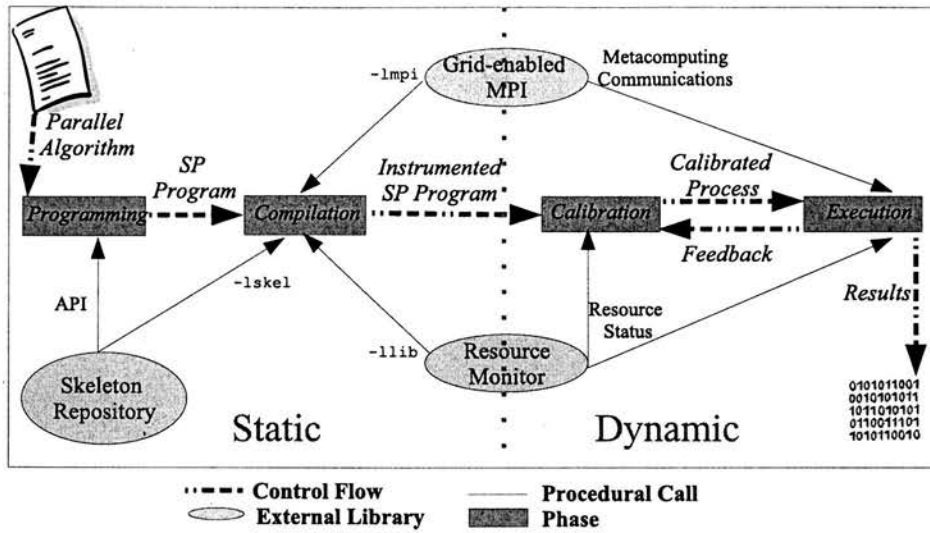 Grid-enabled
MPI
-lmpi
Metacomputing
Communications
Parallel
Algorithm
SP
Program
Instrumented
SP Program
Calibrated
Process
Programming
Compilation
Calibration
Execution
Feedback
-lskel
API
Resource
Status
Results
-llib
Resource
Monitor
Skeleton
Repository
Static
Dynamic
0101011001
0010101011
1011010101
0110011101
1010110010
Control Flow
Procedural Call
External Library
Phase